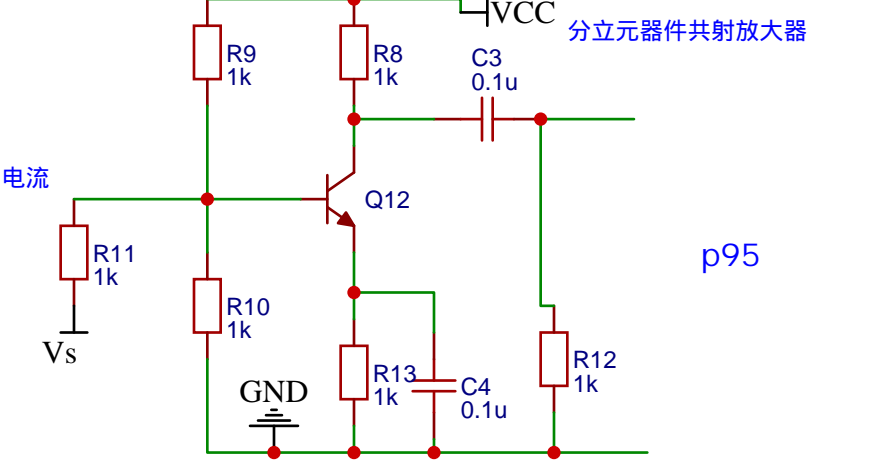 VCC
分立元器件共射放大器
R9
1k
R8
1k
C3
0.1u
电流
Q12
R11
1k
p95
R10
1k
Vs
R13
1k
C4
0.1u
R12
1k
GND